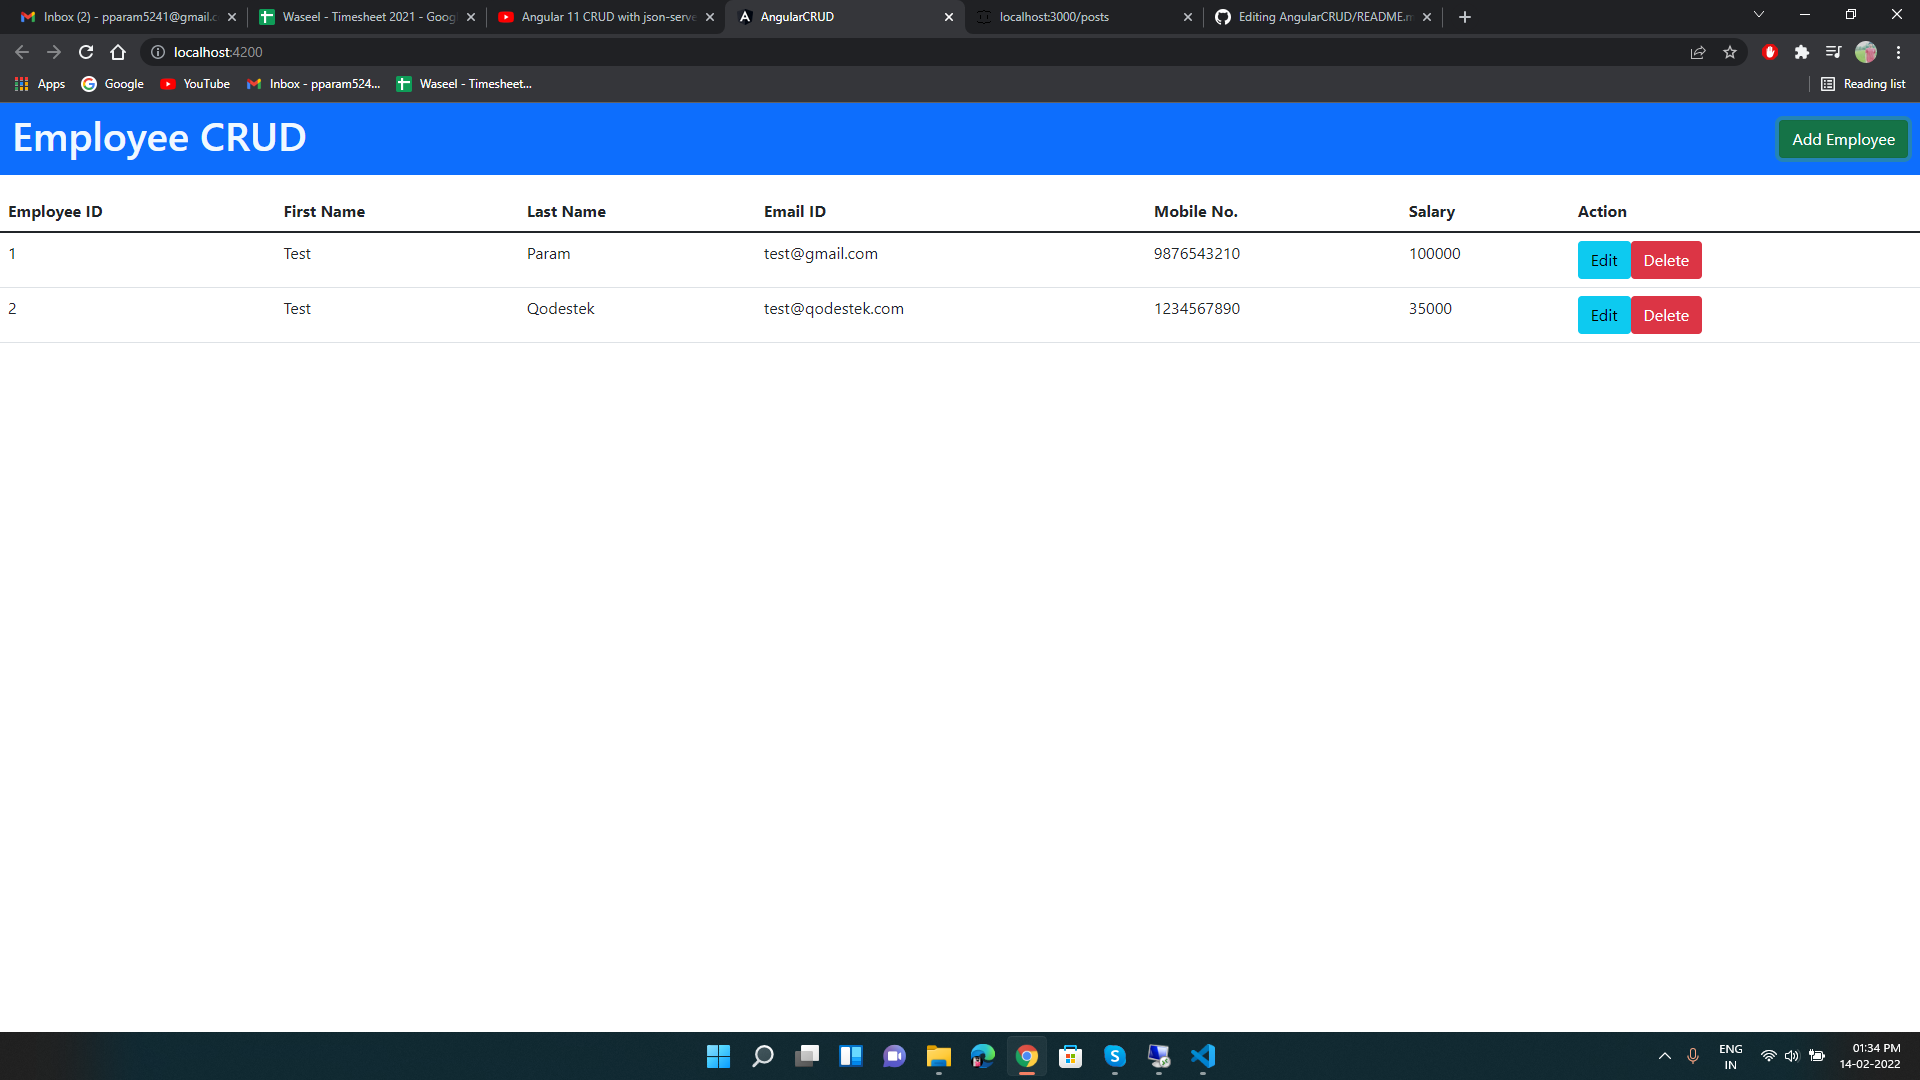 Inbox (2) - pparam5241@gmail.c
Waseel - Timesheet 2021 - Goog
Angular 11 CRUD with json-serve
AngularCRUD
localhost:3000/posts
Editing AngularCRUD/README.m
localhost:4200
Apps
Google
YouTube
Inbox - pparam524...
Waseel - Timesheet...
Reading list
Employee CRUD
Add Employee
Employee ID First Name Last Name Email ID Mobile No. Salary Action
1 Test Param test@gmail.com 9876543210 100000 Edit Delete
2 Test Qodestek test@qodestek.com 1234567890 35000 Edit Delete
ENG
IN
01:34 PM
14-02-2022